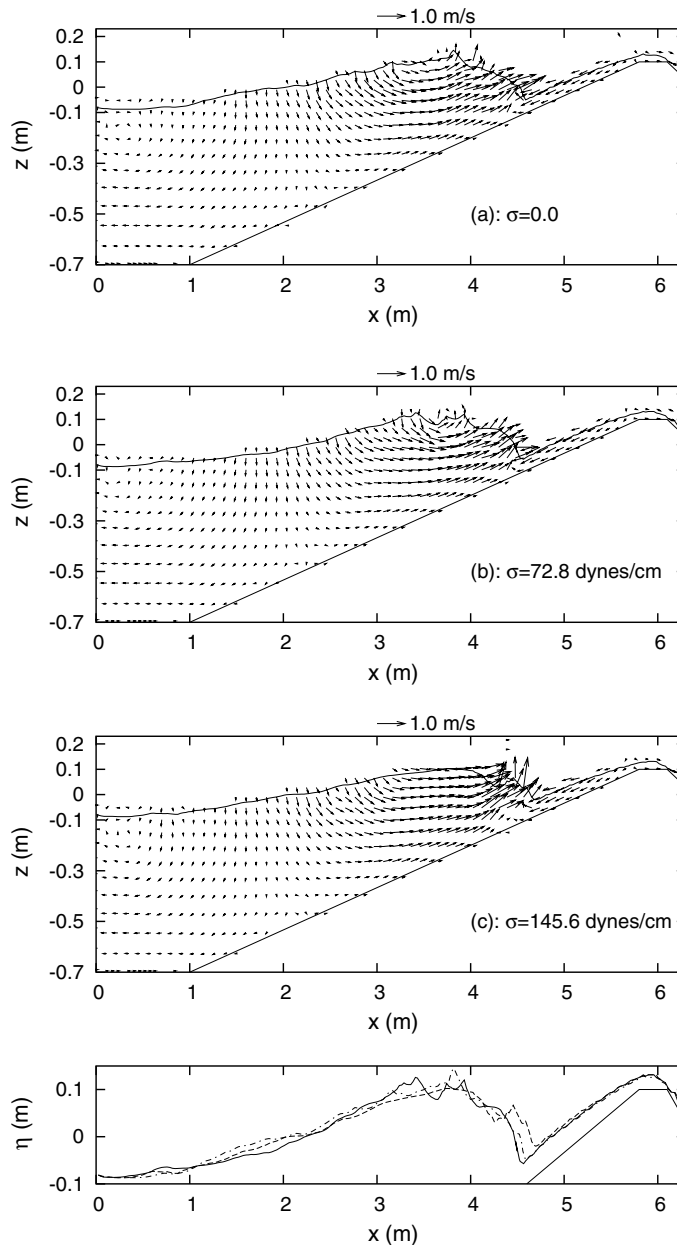 1.0 m/s
0.2
0.1
0
-0.1
-0.3
-0.5
-0.7
z (m)
(a): σ=0.0
0 1 2 3 4 5 6
x (m)
1.0 m/s
0.2
0.1
0
-0.1
-0.3
-0.5
-0.7
z (m)
(b): σ=72.8 dynes/cm
0 1 2 3 4 5 6
x (m)
1.0 m/s
0.2
0.1
0
-0.1
-0.3
-0.5
-0.7
z (m)
(c): σ=145.6 dynes/cm
0 1 2 3 4 5 6
x (m)
0.1
0
-0.1
η (m)
0 1 2 3 4 5 6
x (m)